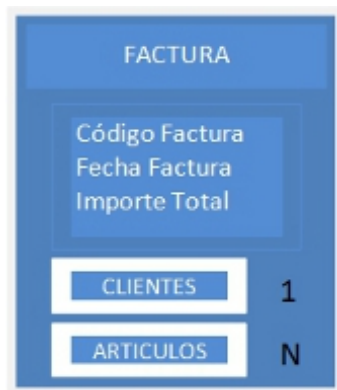 FACTURA
Código Factura
Fecha Factura
Importe Total
CLIENTES 1
ARTICULOS N